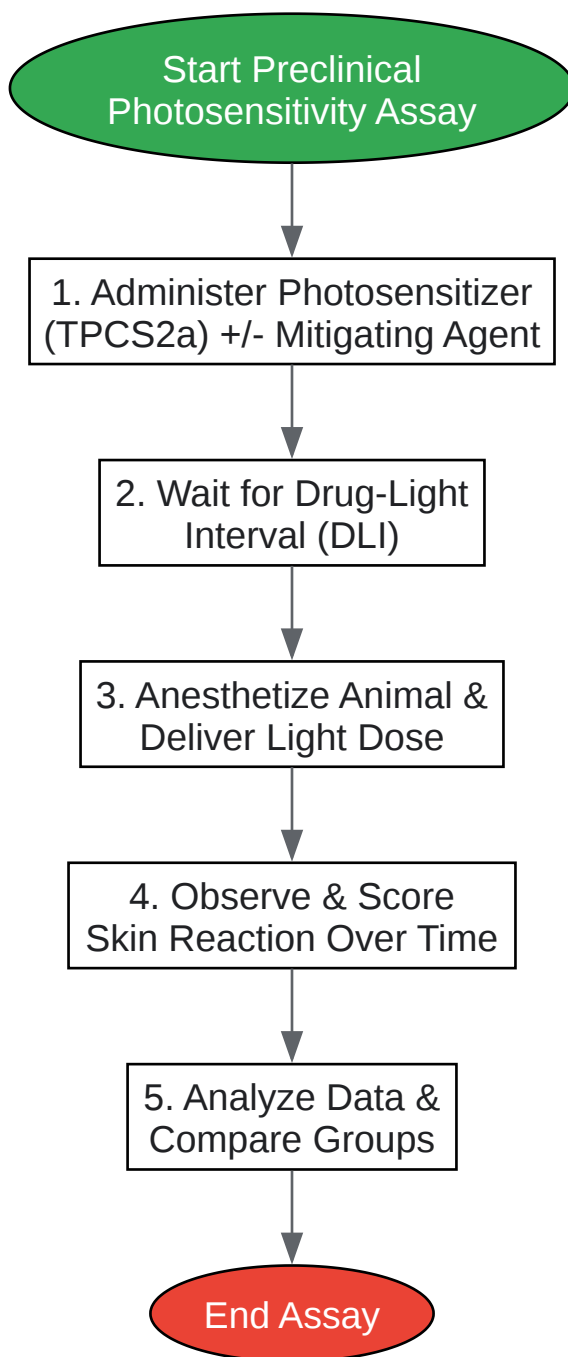 Start Preclinical
Photosensitivity Assay
1. Administer Photosensitizer
(TPCS2a) +/- Mitigating Agent
2. Wait for Drug-Light
Interval (DLI)
3. Anesthetize Animal &
Deliver Light Dose
4. Observe & Score
Skin Reaction Over Time
5. Analyze Data &
Compare Groups
End Assay